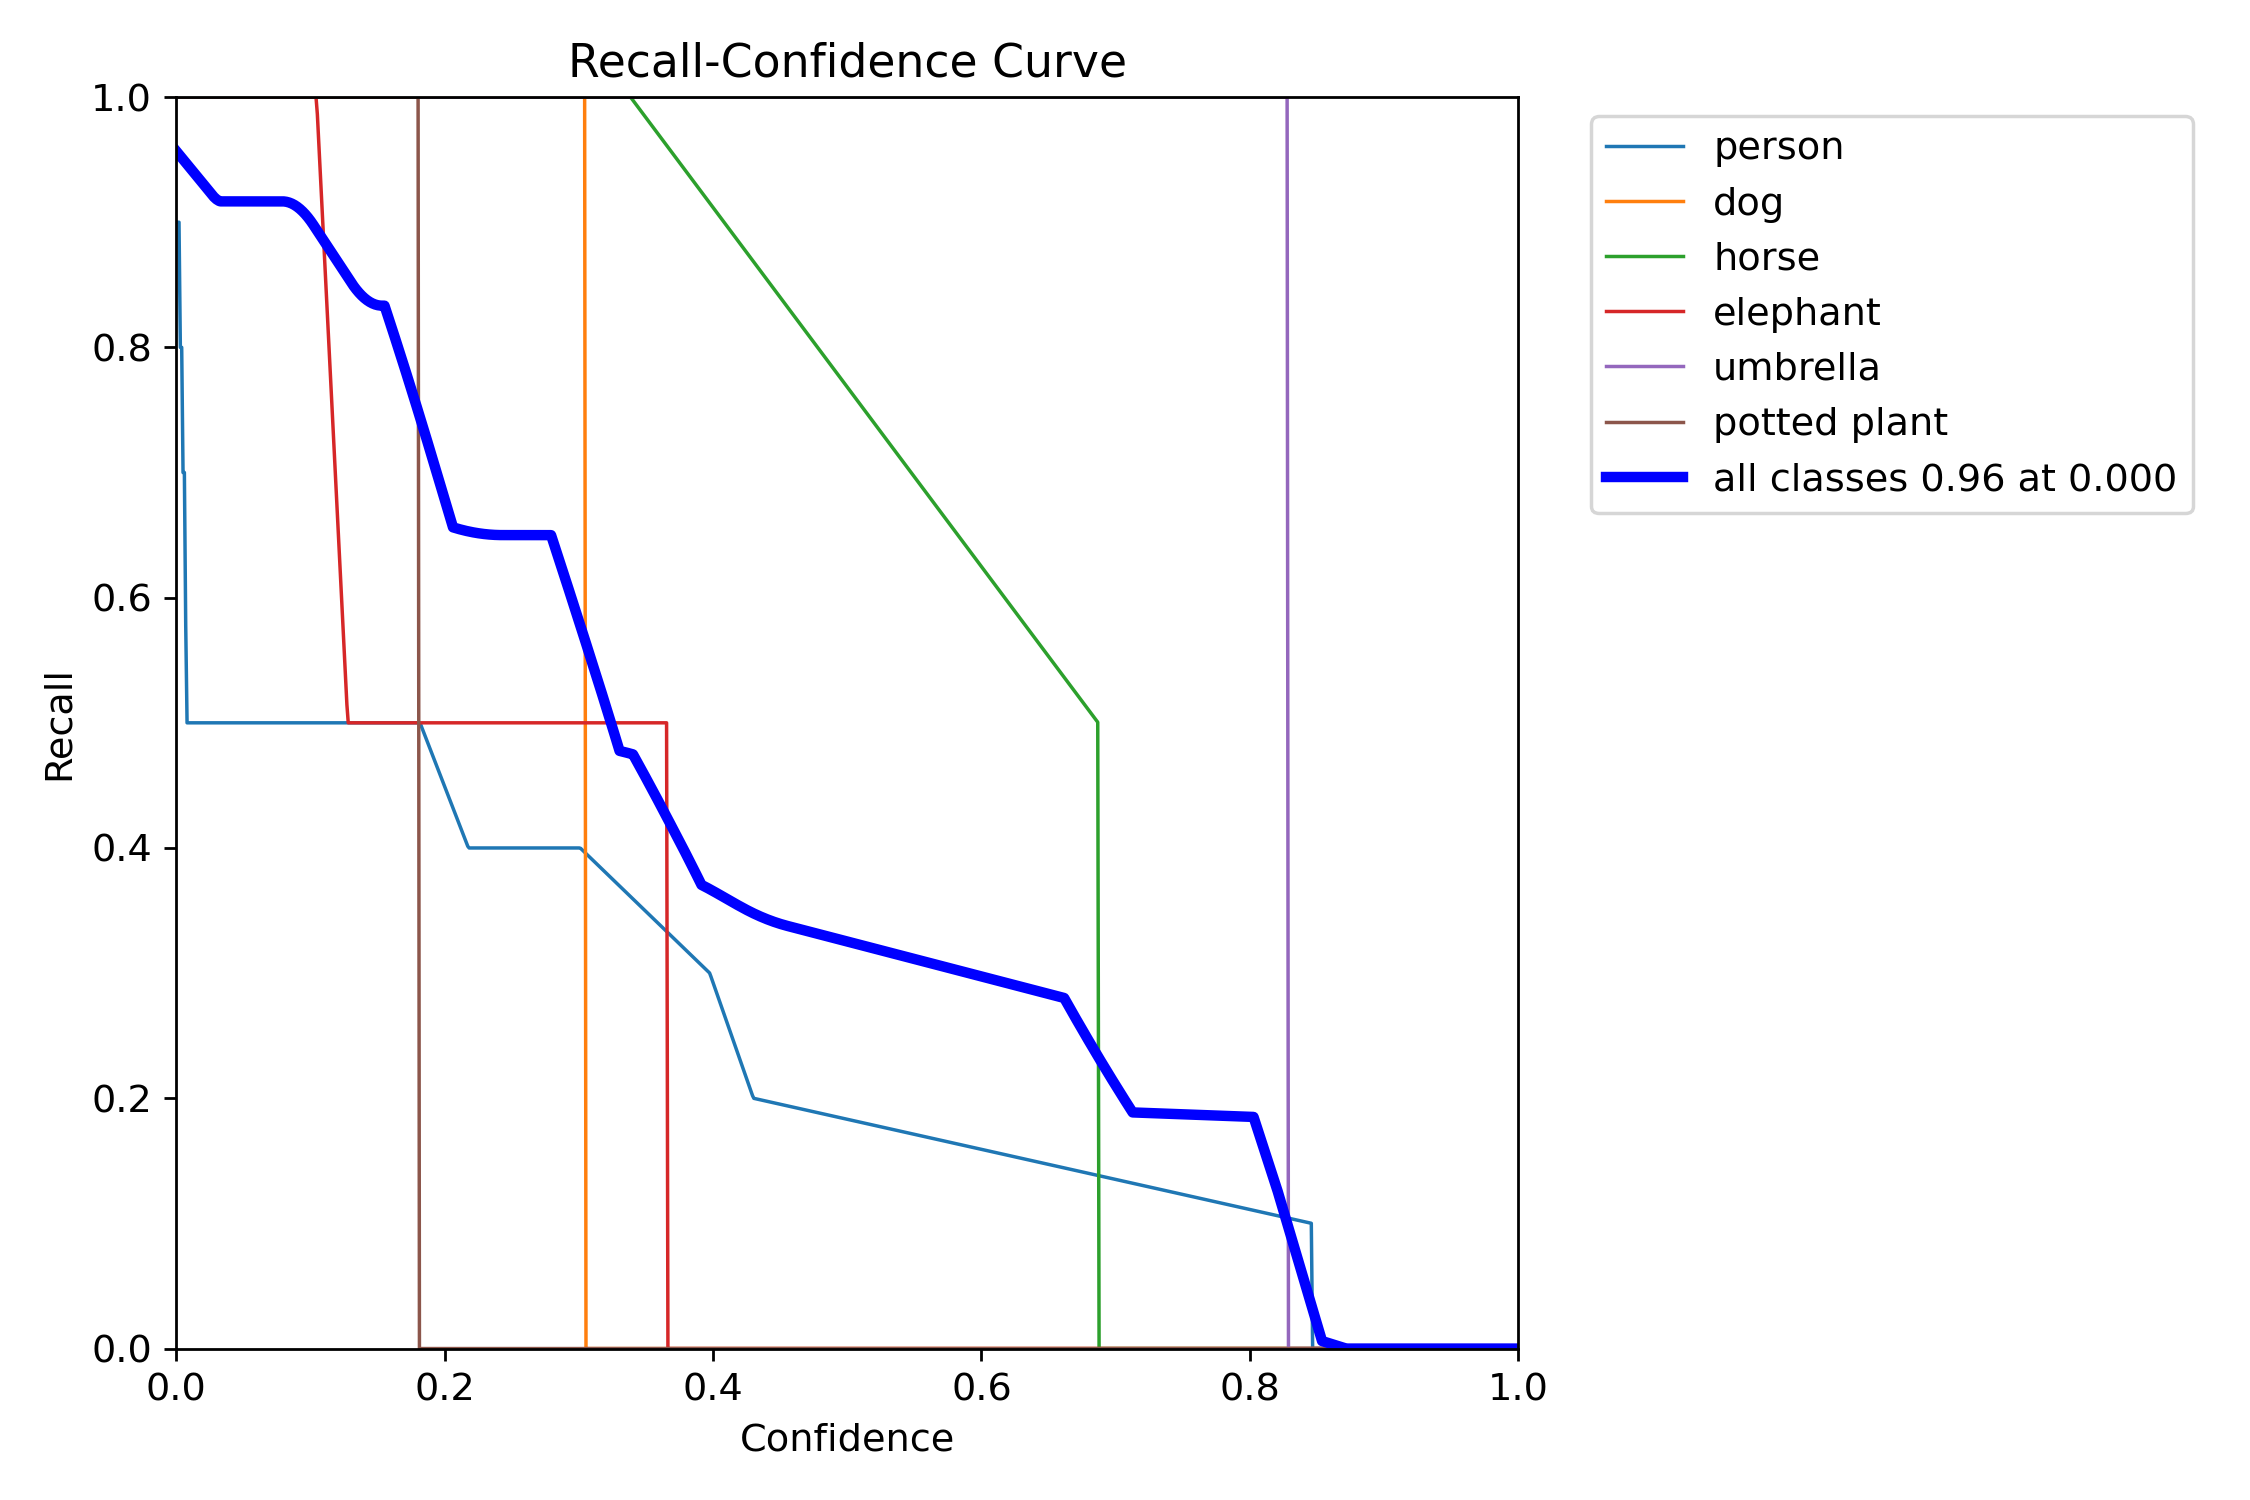 Recall-Confidence Curve
1.0
0.8
0.6
0.4
0.2
0.0
Recall
0.0 0.2 0.4 0.6 0.8 1.0
Confidence
person
dog
horse
elephant
umbrella
potted plant
all classes 0.96 at 0.000